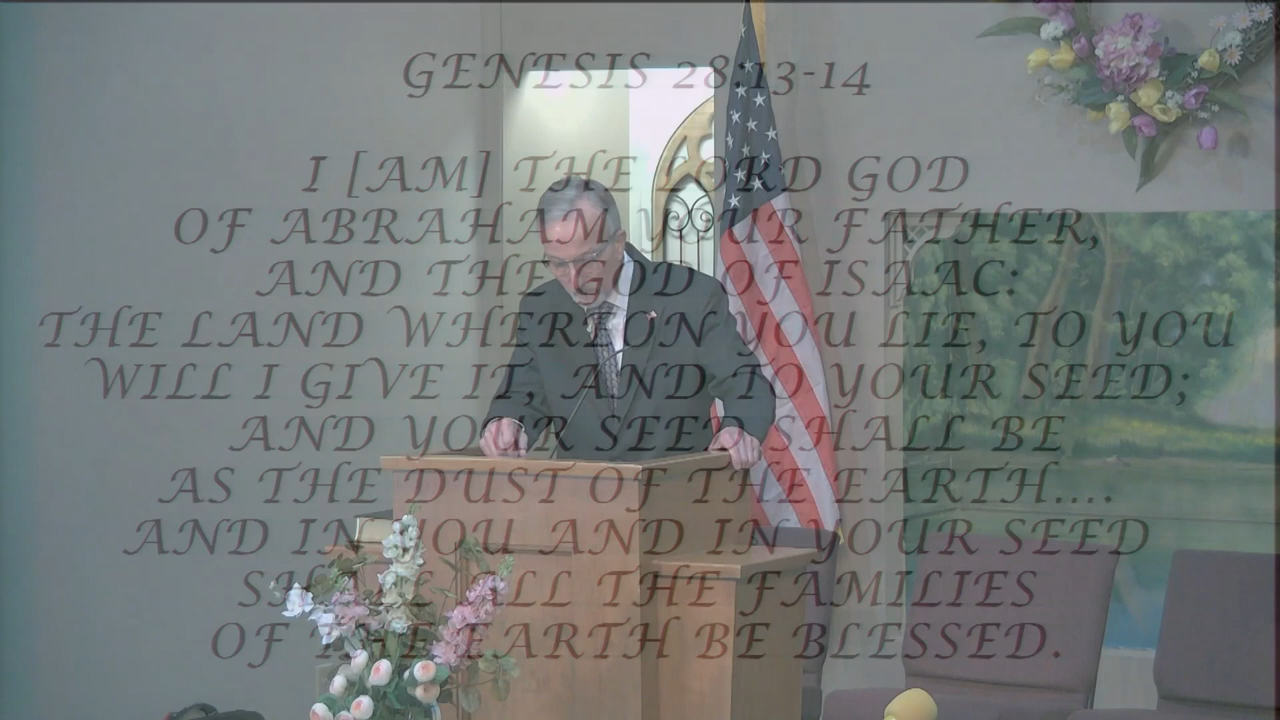 GENESIS 28:13-14
I [AM] THE LORD GOD
OF ABRAHAM YOUR FATHER,
AND THE GOD OF ISAAC:
THE LAND WHEREON YOU LIE, TO YOU
WILL I GIVE IT, AND TO YOUR SEED;
AND YOUR SEED SHALL BE
AS THE DUST OF THE EARTH....
AND IN YOU AND IN YOUR SEED
SHALL ALL THE FAMILIES
OF THE EARTH BE BLESSED.